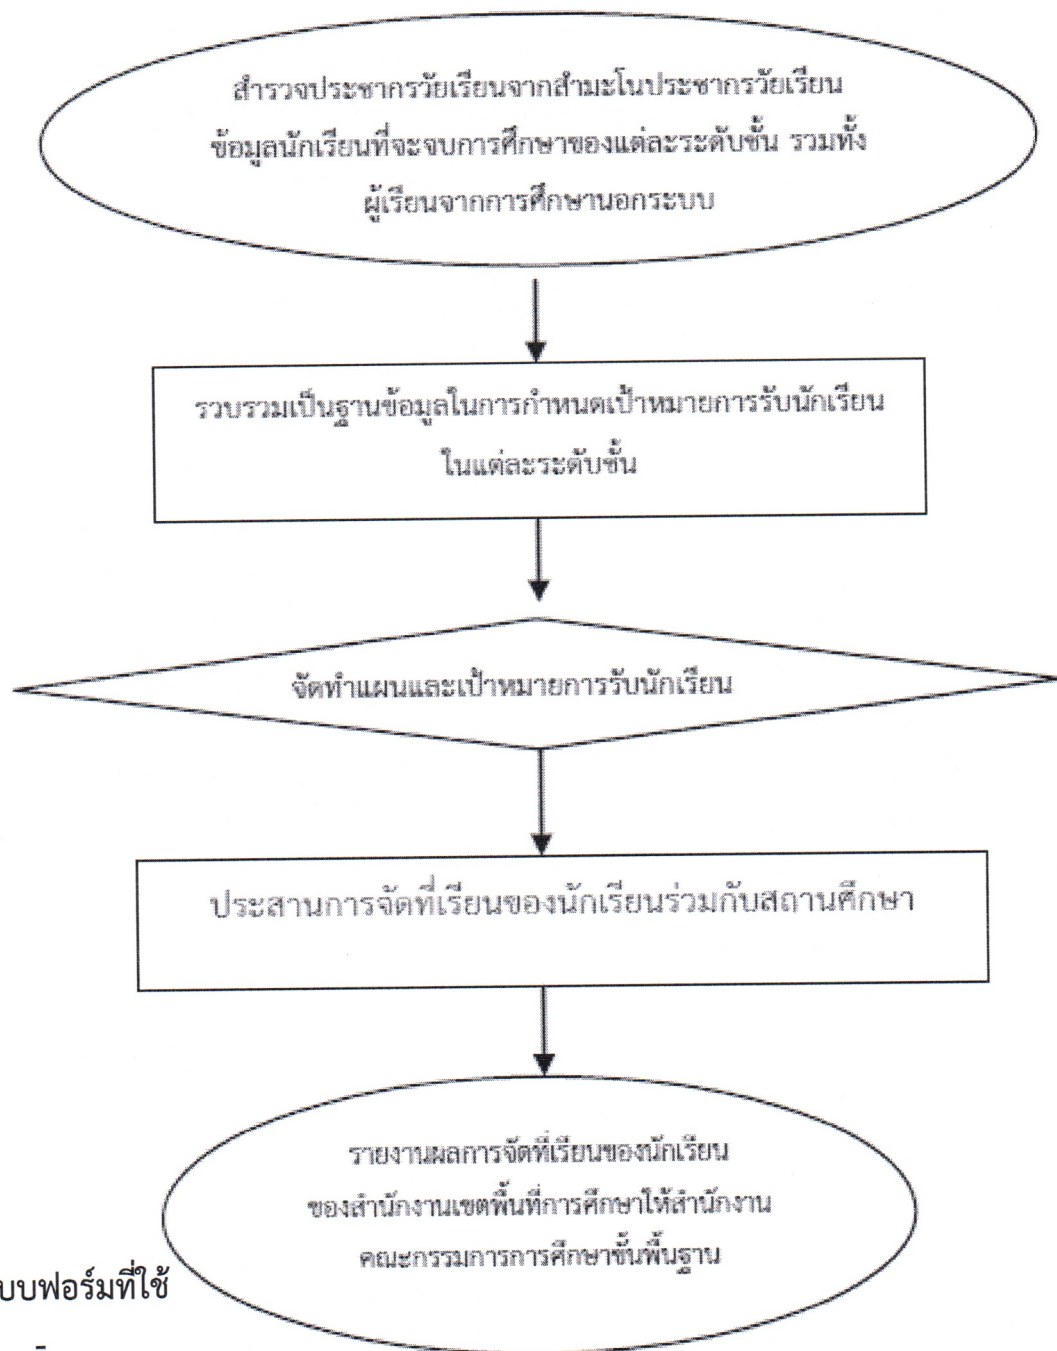 สำรวจประชากรวัยเรียนจากสำมะโนประชากรวัยเรียน
ข้อมูลนักเรียนที่จะจบการศึกษาของแต่ละระดับชั้น รวมทั้ง
ผู้เรียนจากการศึกษานอกระบบ
รวบรวมเป็นฐานข้อมูลในการกำหนดเป้าหมายการรับนักเรียน
ในแต่ละระดับชั้น
จัดทำแผนและเป้าหมายการรับนักเรียน
ประสานการจัดที่เรียนของนักเรียนร่วมกับสถานศึกษา
รายงานผลการจัดที่เรียนของนักเรียน
ของสำนักงานเขตพื้นที่การศึกษาให้สำนักงาน
คณะกรรมการการศึกษาขั้นพื้นฐาน
บบฟอร์มที่ใช้
-